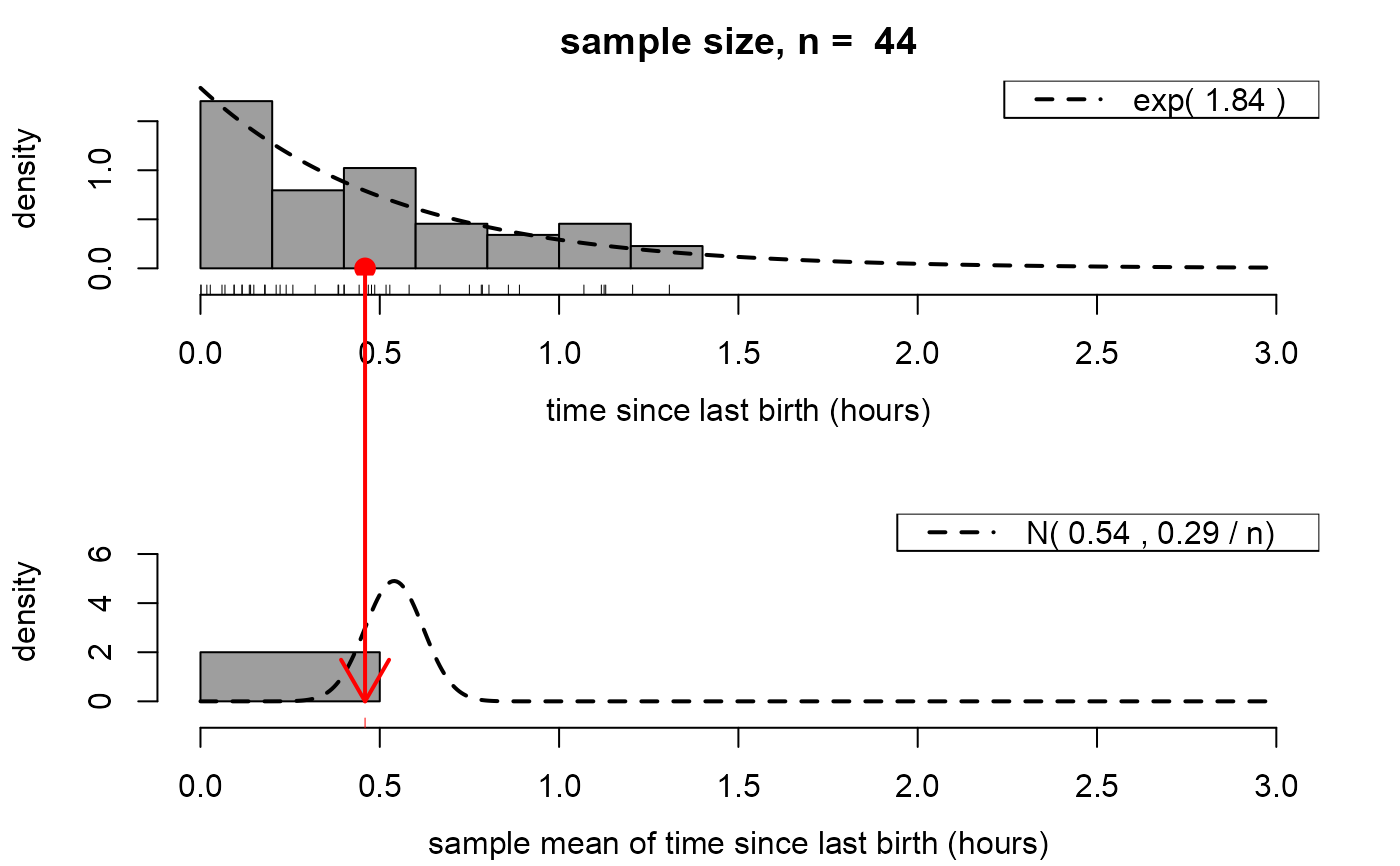 sample size, n =  44
exp( 1.84 )
density
0.0
1.0
0.0 0.5 1.0 1.5 2.0 2.5 3.0
time since last birth (hours)
N( 0.54 , 0.29 / n)
density
0 2 4 6
0.0 0.5 1.0 1.5 2.0 2.5 3.0
sample mean of time since last birth (hours)